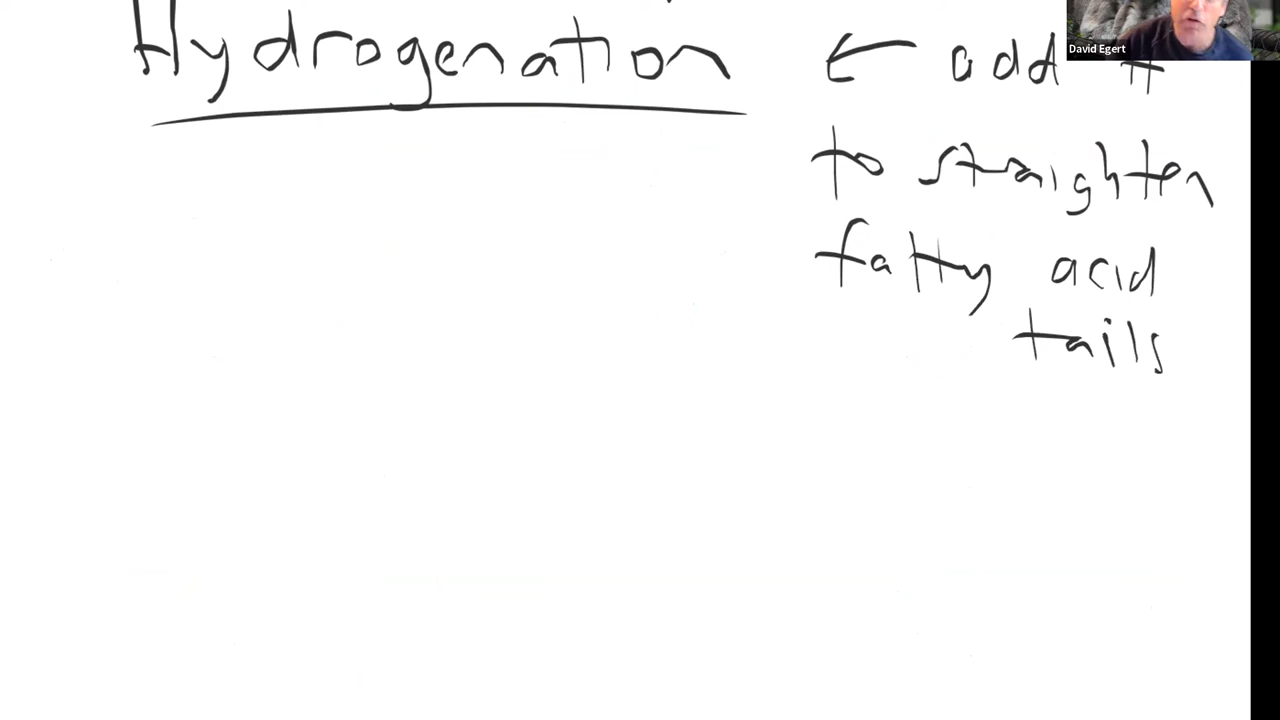 Hydrogenation ← add H
David Egert
to straighten
fatty acid
tails